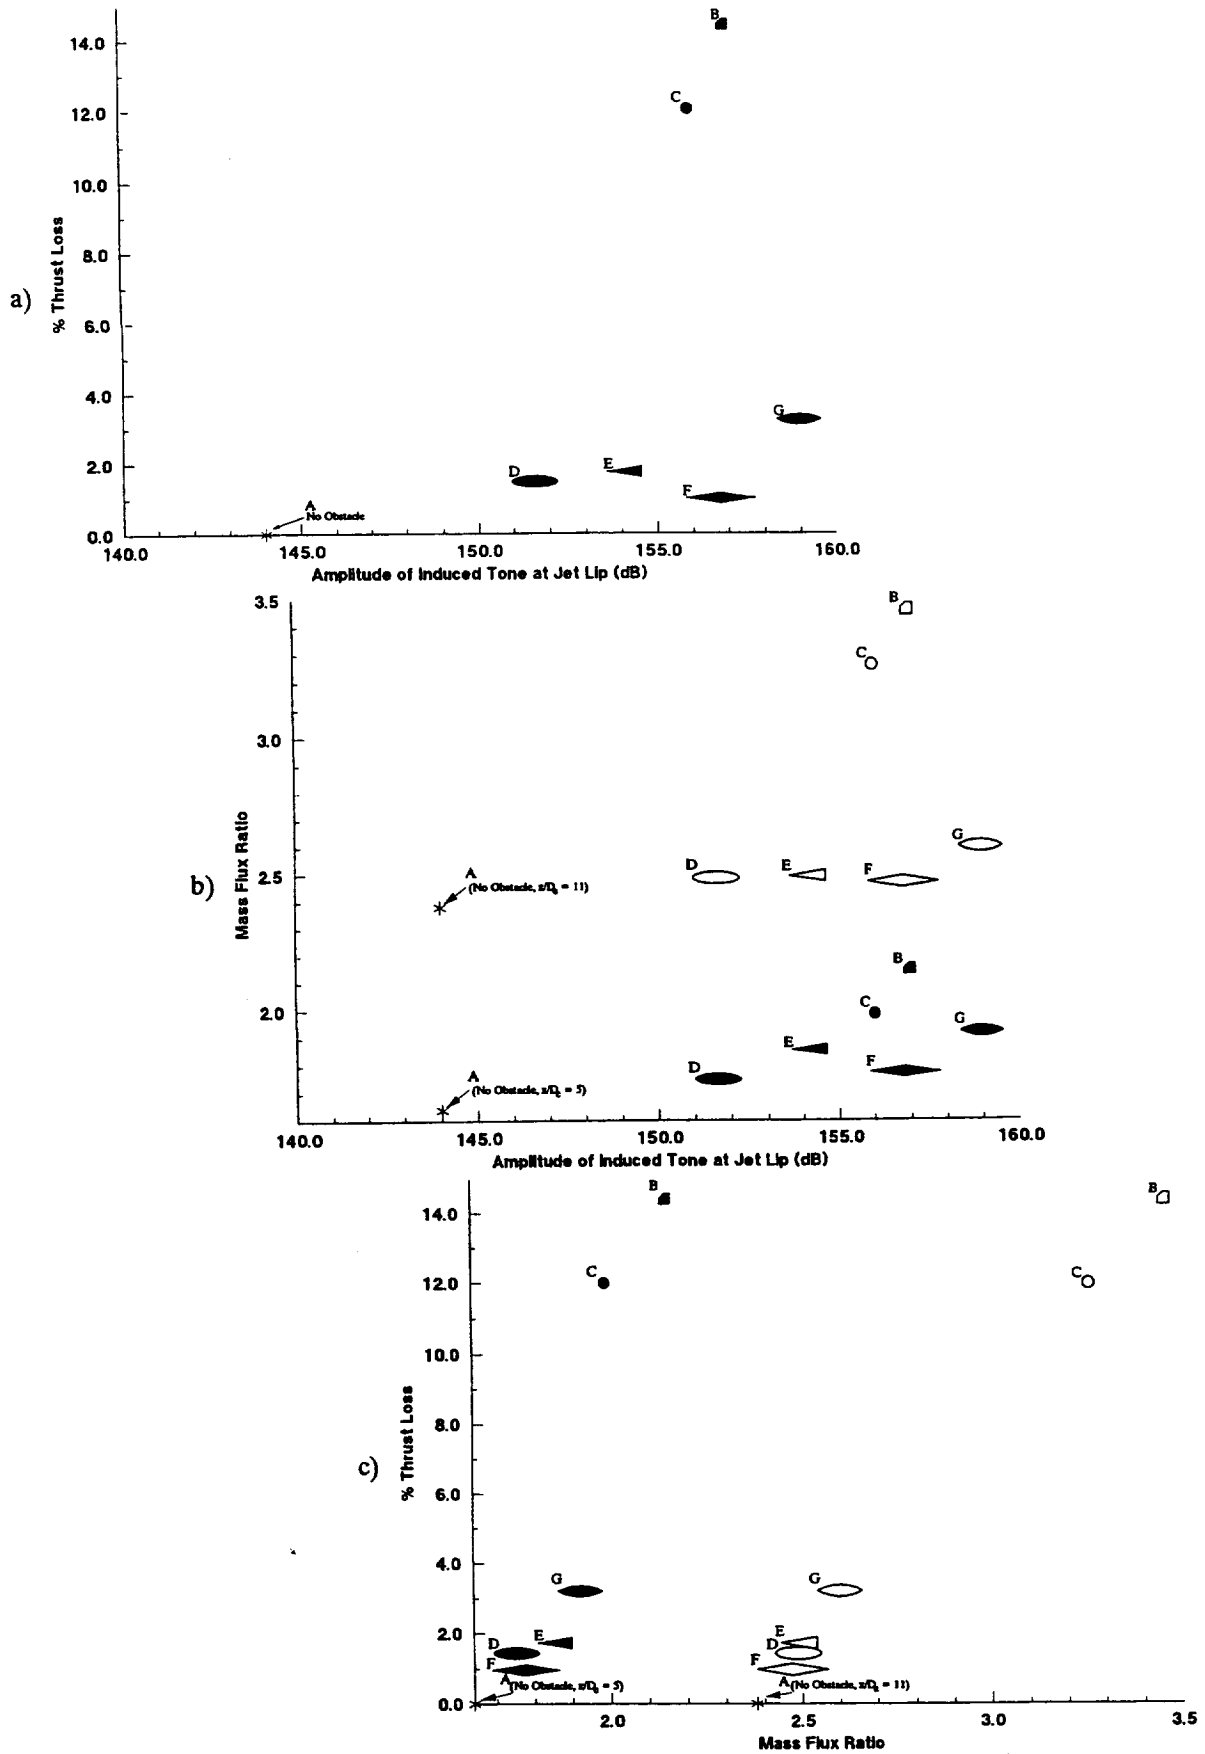 B
14.0
C
12.0
10.0
8.0
% Thrust Loss
a)
6.0
4.0
G
2.0
D
E
F
A
No Obstacle
0.0
140.0
145.0
150.0
155.0
160.0
Amplitude of Induced Tone at Jet Lip (dB)
3.5
B
C
3.0
G
Mass Flux Ratio
b)
2.5
A
(No Obstacle, z/De = 11)
D
E
F
B
C
G
2.0
E
F
D
A
(No Obstacle, z/De = 5)
140.0
145.0
150.0
155.0
160.0
Amplitude of Induced Tone at Jet Lip (dB)
B
B
14.0
C
C
12.0
10.0
% Thrust Loss
8.0
c)
6.0
4.0
G
G
2.0
D
E
E
D
F
F
A
(No Obstacle, z/De = 5)
A
(No Obstacle, z/De = 11)
0.0
2.0
2.5
3.0
3.5
Mass Flux Ratio